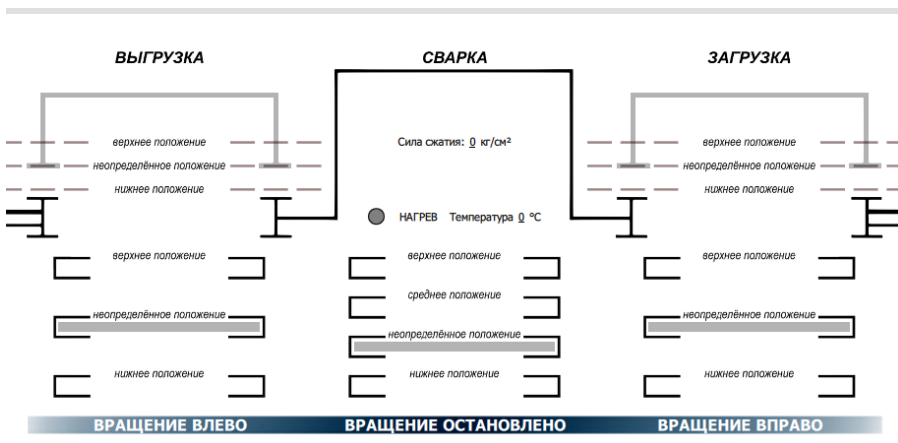 ВЫГРУЗКА СВАРКА ЗАГРУЗКА
верхнее положение Сила сжатия: 0 кг/см² верхнее положение
неопределённое положение неопределённое положение
нижнее положение нижнее положение
НАГРЕВ Температура 0 °C
верхнее положение верхнее положение верхнее положение
среднее положение
неопределённое положение неопределённое положение
неопределённое положение
нижнее положение нижнее положение нижнее положение
ВРАЩЕНИЕ ВЛЕВО ВРАЩЕНИЕ ОСТАНОВЛЕНО ВРАЩЕНИЕ ВПРАВО